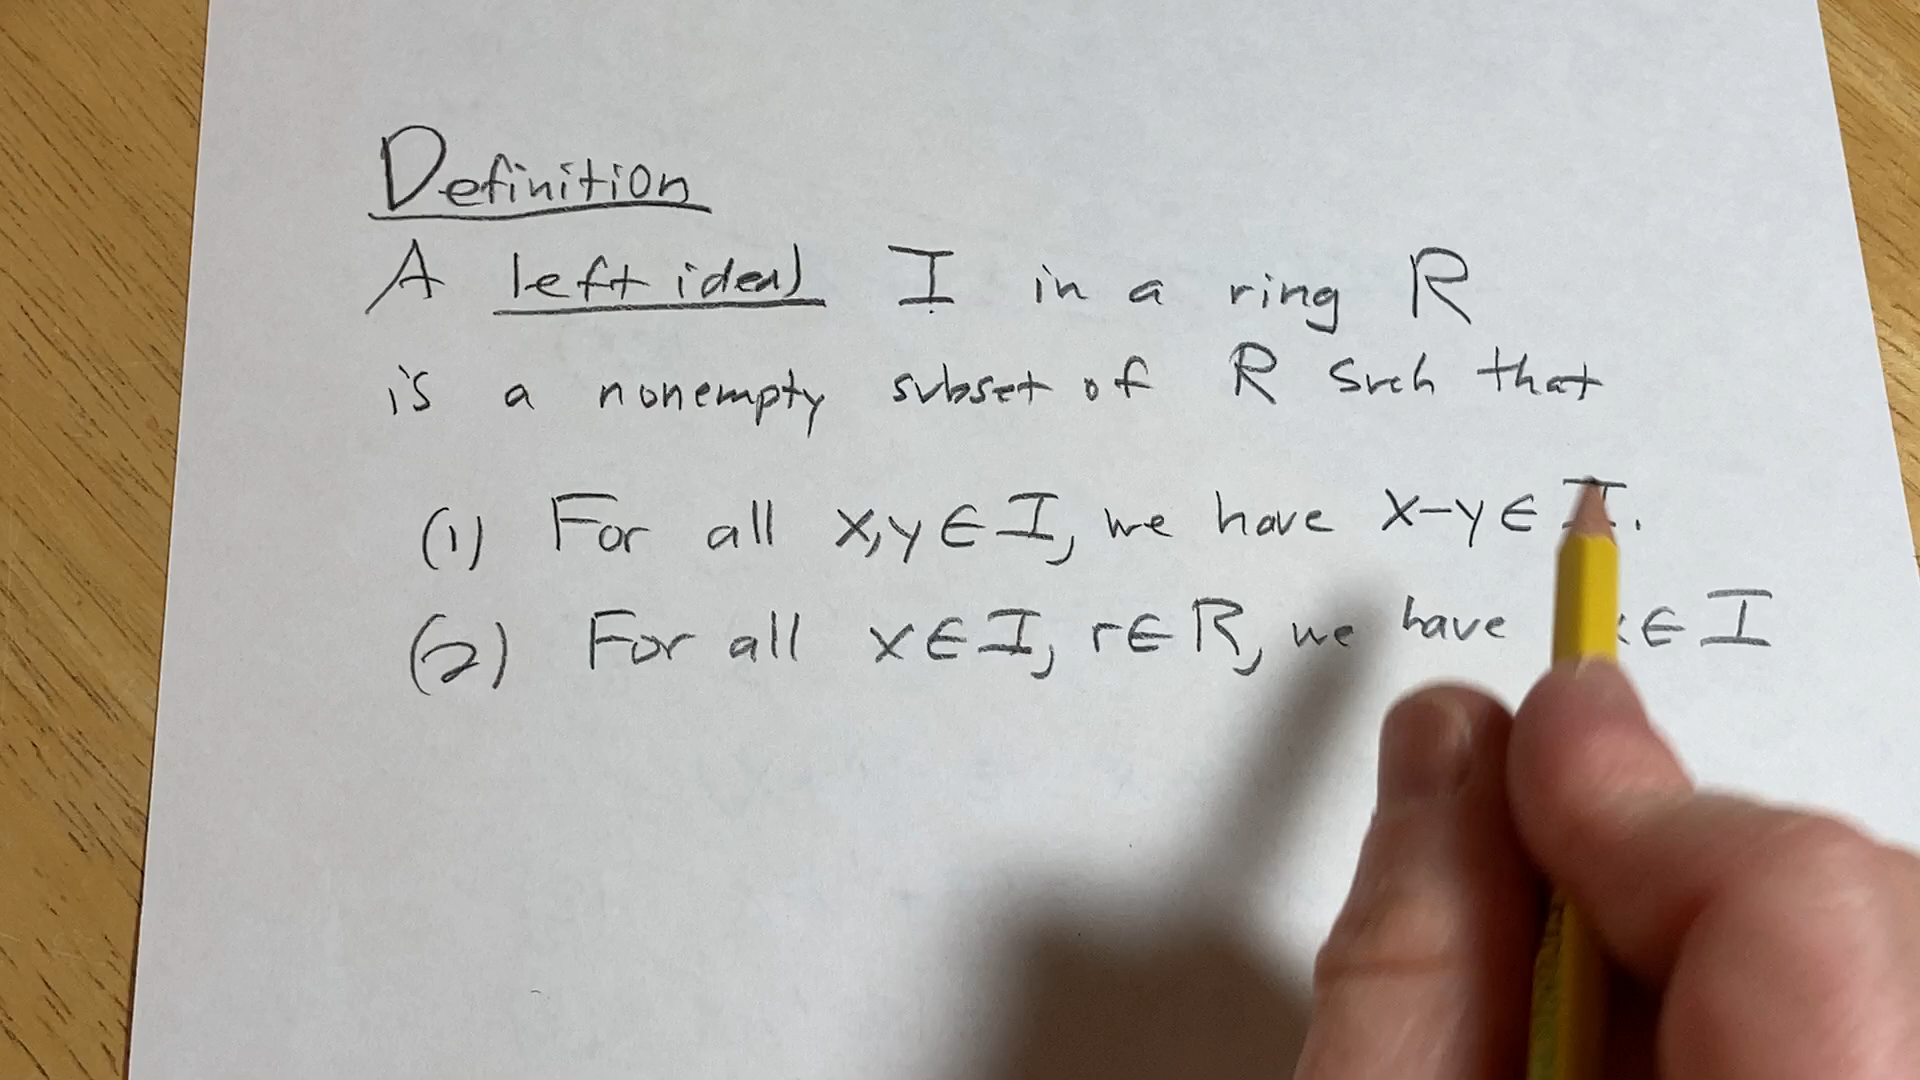 Definition
A left ideal I in a ring R
is a nonempty subset of R such that
(1) For all x,y ∈ I, we have x-y ∈ I.
(2) For all x ∈ I, r ∈ R, we have ∈ I